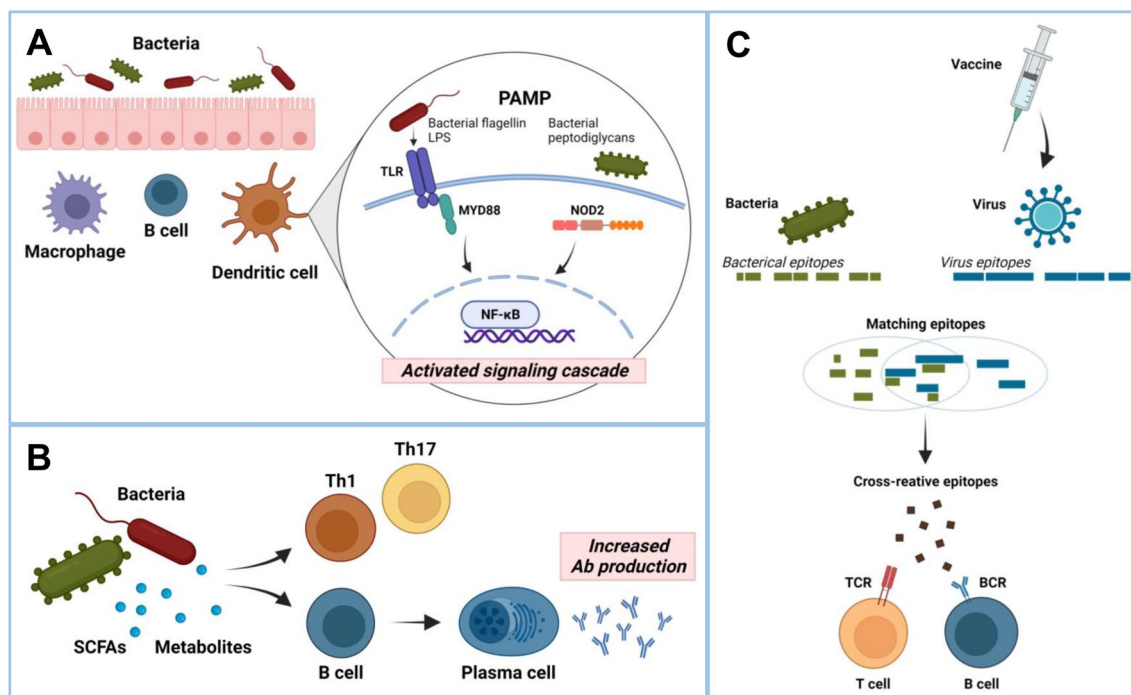 A
Bacteria
Macrophage
B cell
Dendritic cell
PAMP
Bacterial flagellin
LPS
Bacterial
peptodiglycans
TLR
MYD88
NOD2
NF-κB
Activated signaling cascade
B
Bacteria
SCFAs
Metabolites
Th1
Th17
B cell
Plasma cell
Increased
Ab production
C
Vaccine
Bacteria
Virus
Bacterical epitopes
Virus epitopes
Matching epitopes
Cross-reative epitopes
TCR
BCR
T cell
B cell